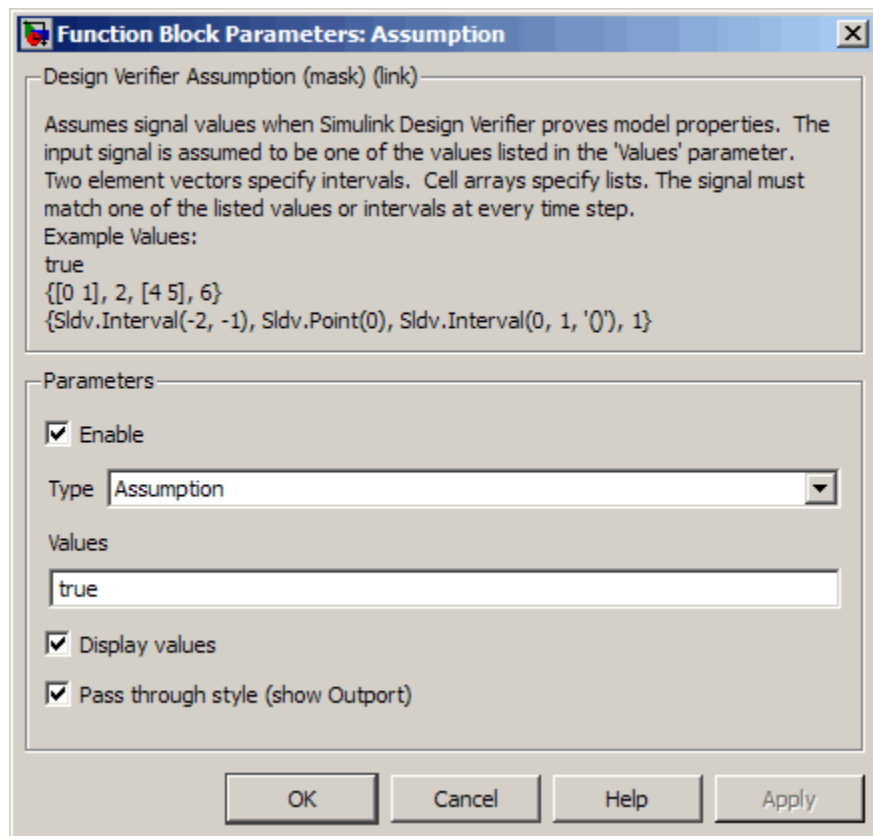 Function Block Parameters: Assumption
Design Verifier Assumption (mask) (link)
Assumes signal values when Simulink Design Verifier proves model properties.  The
input signal is assumed to be one of the values listed in the 'Values' parameter.
Two element vectors specify intervals.  Cell arrays specify lists. The signal must
match one of the listed values or intervals at every time step.
Example Values:
true
{[0 1], 2, [4 5], 6}
{Sldv.Interval(-2, -1), Sldv.Point(0), Sldv.Interval(0, 1, '()'), 1}
Parameters
Enable
Type Assumption
Values
true
Display values
Pass through style (show Outport)
OK Cancel Help Apply